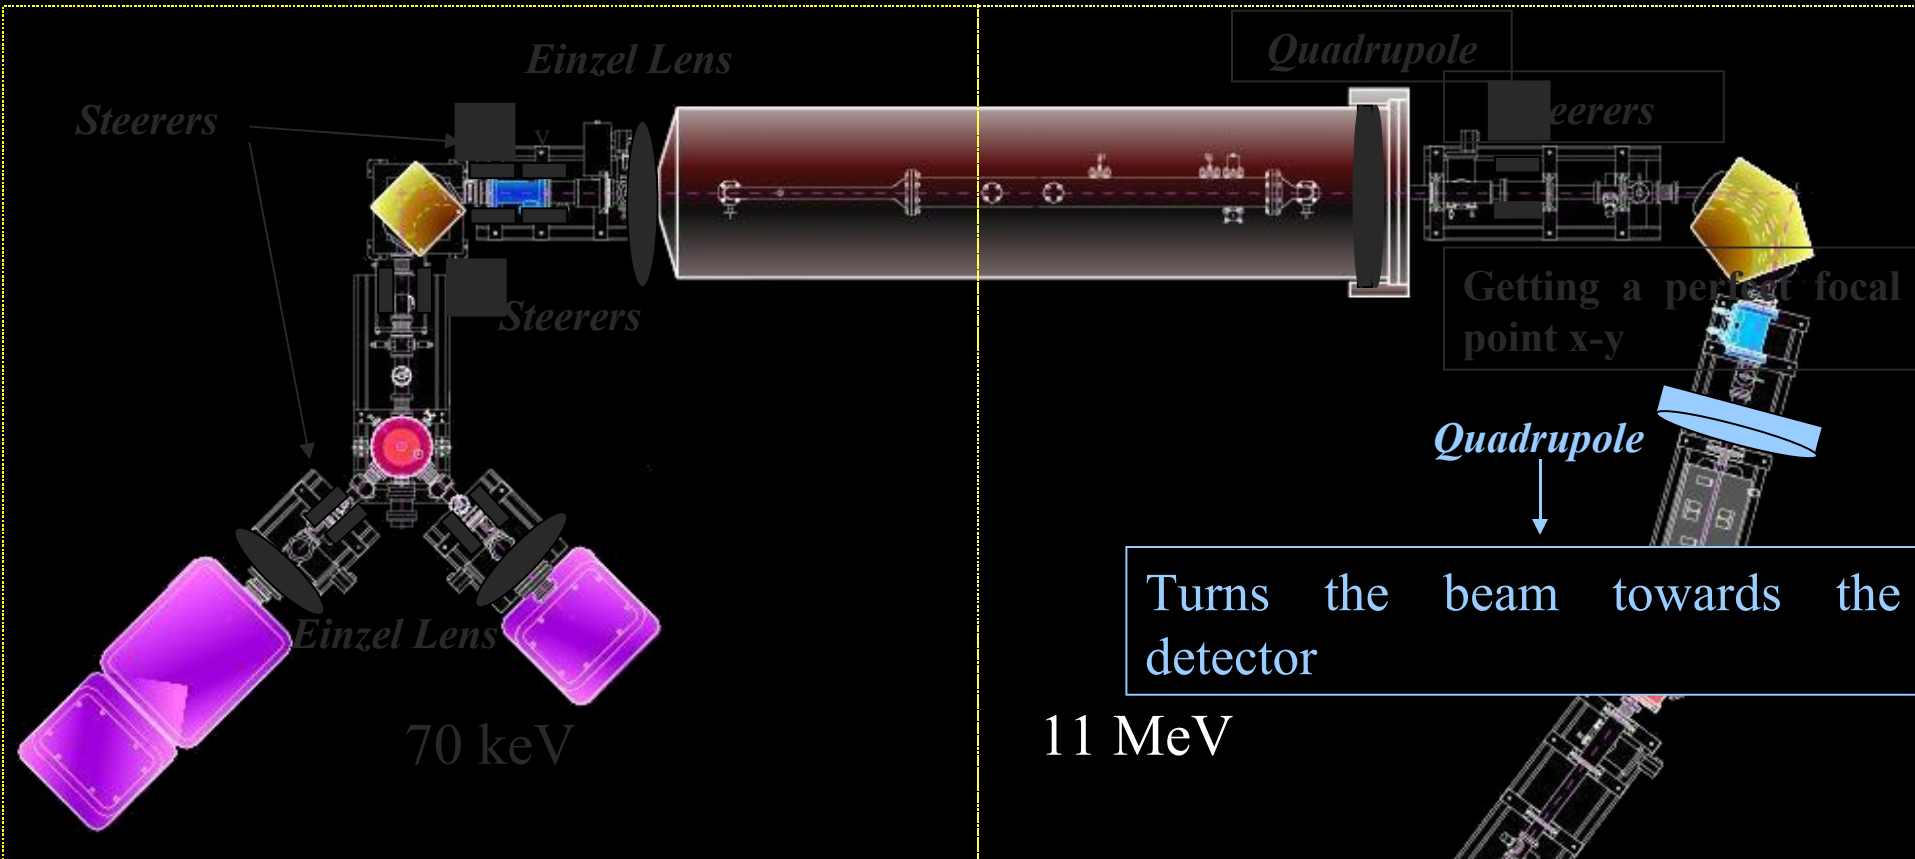 Einzel Lens
Quadrupole
Steerers
eerers
V
Steerers
Getting a perfect focal
point x-y
Quadrupole
Turns the beam towards the
detector
Einzel Lens
70 keV
11 MeV